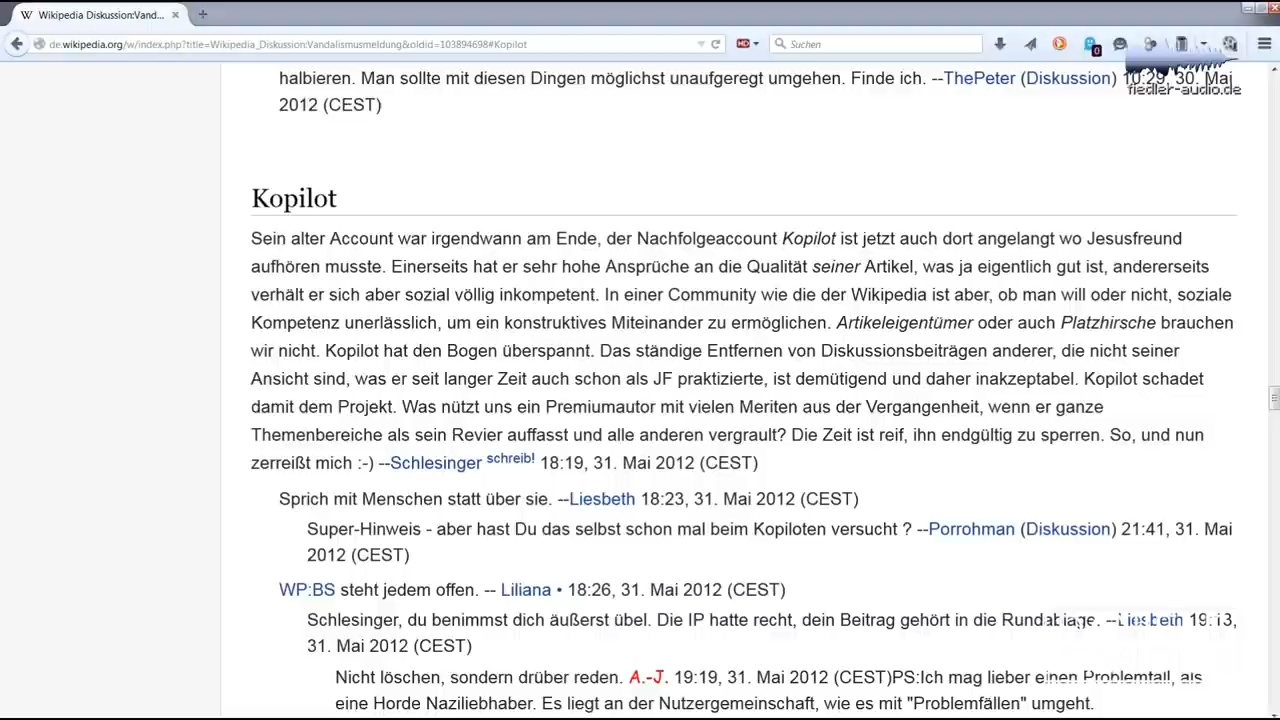 Wikipedia Diskussion:Vand...
de.wikipedia.org/w/index.php?title=Wikipedia_Diskussion:Vandalismusmeldung&oldid=103894698#Kopilot
HD
Suchen
0
halbieren. Man sollte mit diesen Dingen möglichst unaufgeregt umgehen. Finde ich. --ThePeter (Diskussion) 10:29, 30. Mai
fiedler-audio.de
2012 (CEST)
Kopilot
Sein alter Account war irgendwann am Ende, der Nachfolgeaccount Kopilot ist jetzt auch dort angelangt wo Jesusfreund
aufhören musste. Einerseits hat er sehr hohe Ansprüche an die Qualität seiner Artikel, was ja eigentlich gut ist, andererseits
verhält er sich aber sozial völlig inkompetent. In einer Community wie die der Wikipedia ist aber, ob man will oder nicht, soziale
Kompetenz unerlässlich, um ein konstruktives Miteinander zu ermöglichen. Artikeleigentümer oder auch Platzhirsche brauchen
wir nicht. Kopilot hat den Bogen überspannt. Das ständige Entfernen von Diskussionsbeiträgen anderer, die nicht seiner
Ansicht sind, was er seit langer Zeit auch schon als JF praktizierte, ist demütigend und daher inakzeptabel. Kopilot schadet
damit dem Projekt. Was nützt uns ein Premiumautor mit vielen Meriten aus der Vergangenheit, wenn er ganze
Themenbereiche als sein Revier auffasst und alle anderen vergrault? Die Zeit ist reif, ihn endgültig zu sperren. So, und nun
zerreißt mich :-) --Schlesinger schreib! 18:19, 31. Mai 2012 (CEST)
Sprich mit Menschen statt über sie. --Liesbeth 18:23, 31. Mai 2012 (CEST)
Super-Hinweis - aber hast Du das selbst schon mal beim Kopiloten versucht ? --Porrohman (Diskussion) 21:41, 31. Mai
2012 (CEST)
WP:BS steht jedem offen. -- Liliana • 18:26, 31. Mai 2012 (CEST)
Schlesinger, du benimmst dich äußerst übel. Die IP hatte recht, dein Beitrag gehört in die Rundablage. --Liesbeth 19:13,
31. Mai 2012 (CEST)
Nicht löschen, sondern drüber reden. A.-J. 19:19, 31. Mai 2012 (CEST)PS:Ich mag lieber einen Problemfall, als
eine Horde Naziliebhaber. Es liegt an der Nutzergemeinschaft, wie es mit "Problemfällen" umgeht.